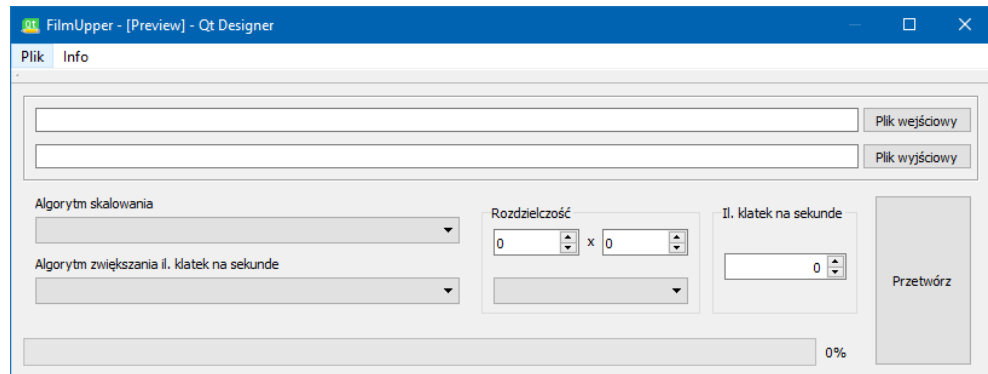 FilmUpper - [Preview] - Qt Designer
Plik Info
Plik wejściowy
Plik wyjściowy
Algorytm skalowania
Rozdzielczość
Il. klatek na sekunde
0 x 0
0
Algorytm zwiększania il. klatek na sekunde
Przetwórz
0%